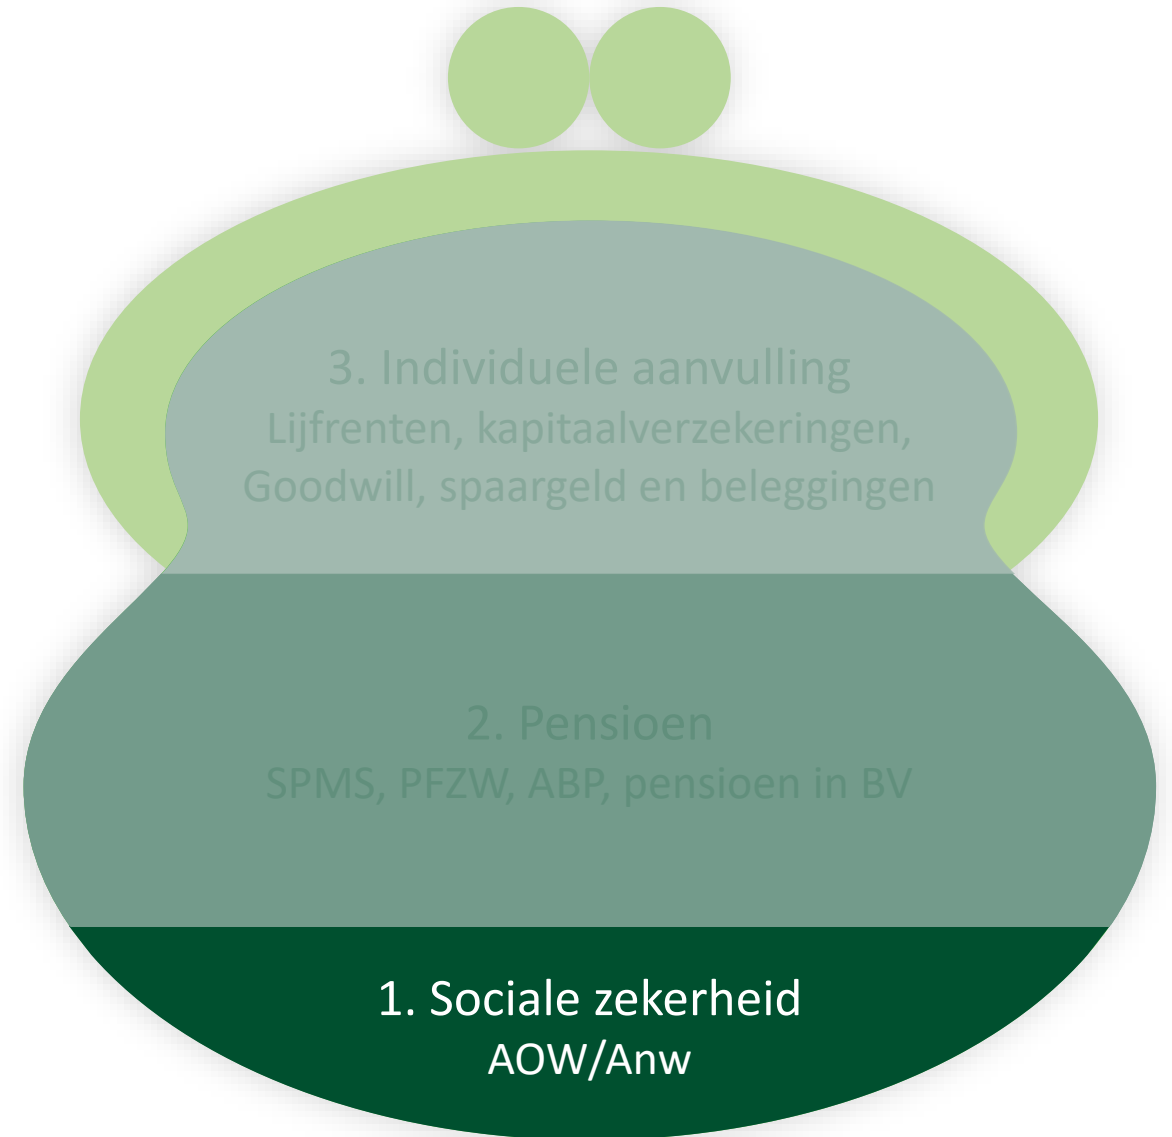 3. Individuele aanvulling
Lijfrenten, kapitaalverzekeringen,
Goodwill, spaargeld en beleggingen
2. Pensioen
SPMS, PFZW, ABP, pensioen in BV
1. Sociale zekerheid
AOW/Anw